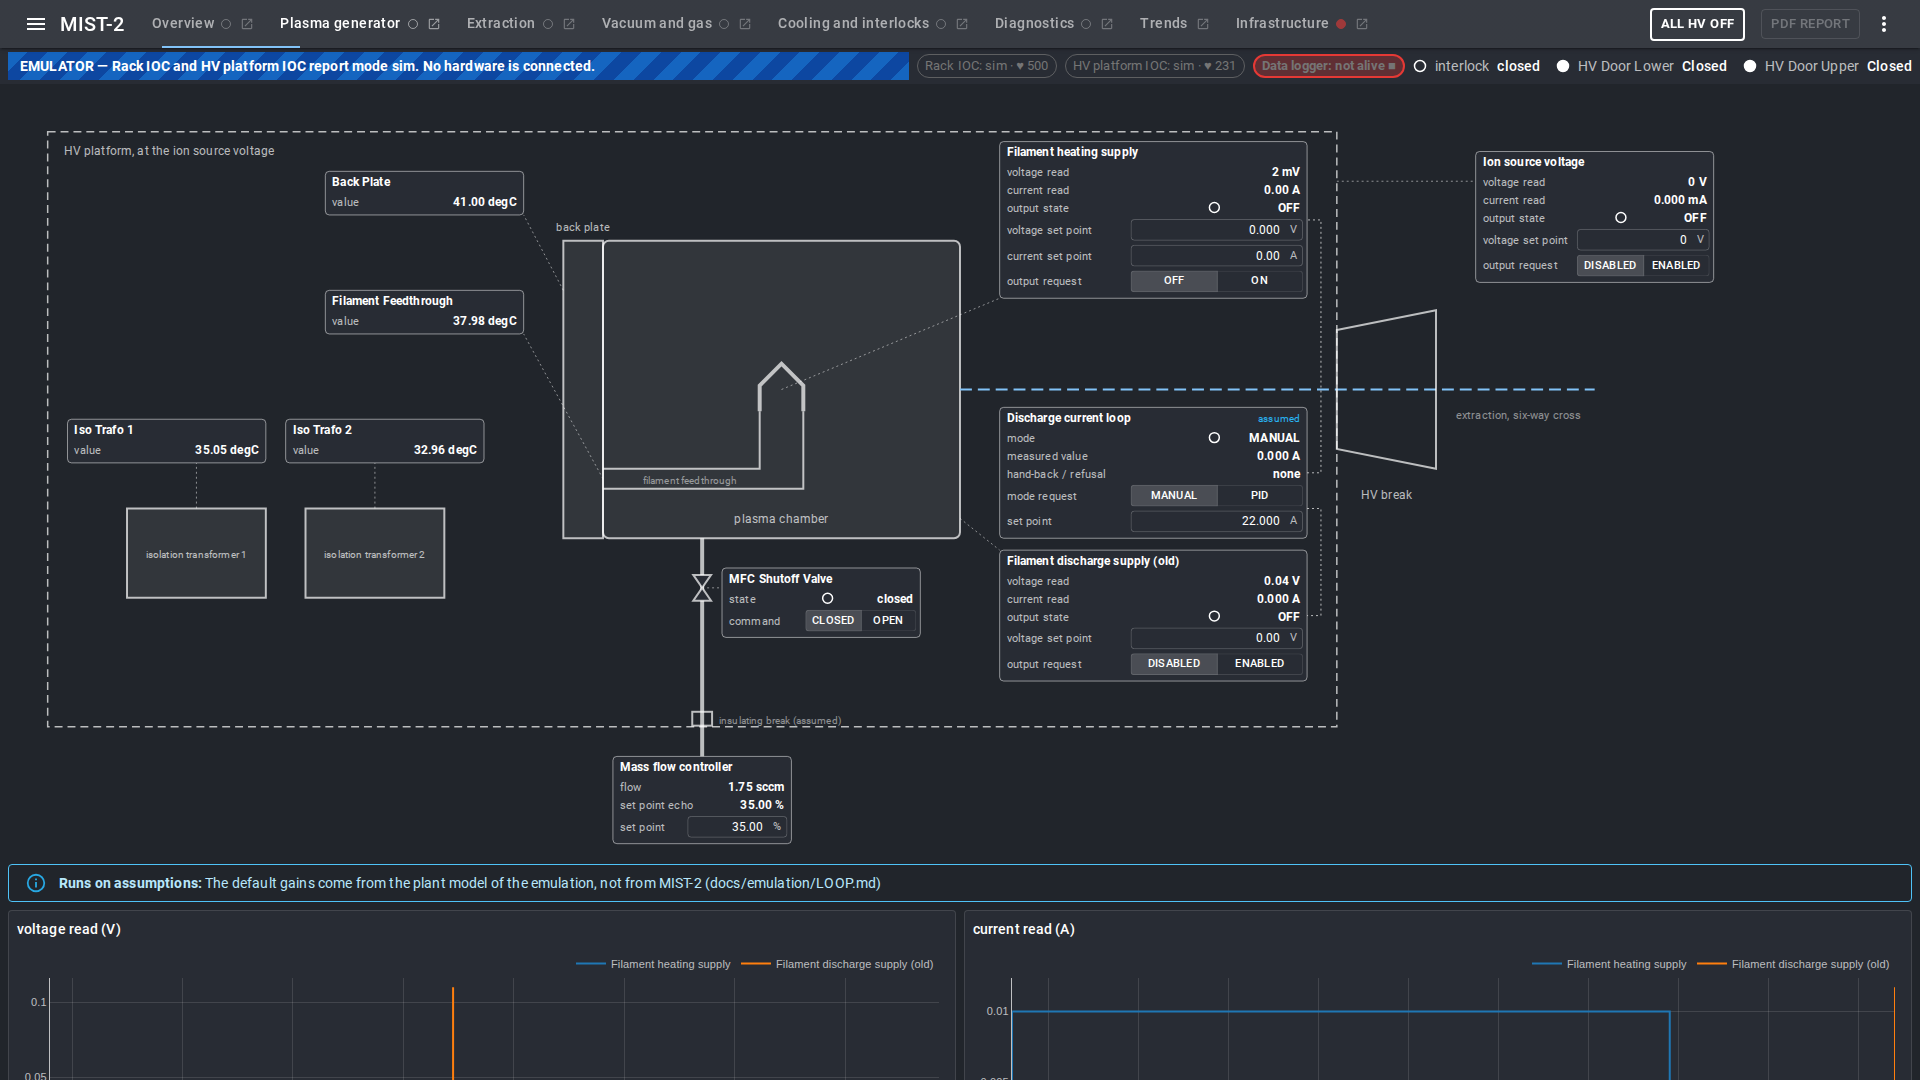 MIST-2
Overview
Plasma generator
Extraction
Vacuum and gas
Cooling and interlocks
Diagnostics
Trends
Infrastructure
ALL HV OFF
PDF REPORT
EMULATOR — Rack IOC and HV platform IOC report mode sim. No hardware is connected.
Rack IOC: sim · ♥ 500
HV platform IOC: sim · ♥ 231
Data logger: not alive ■
interlock closed
HV Door Lower Closed
HV Door Upper Closed
HV platform, at the ion source voltage
Back Plate
value 41.00 degC
back plate
Filament Feedthrough
value 37.98 degC
Iso Trafo 1
value 35.05 degC
Iso Trafo 2
value 32.96 degC
isolation transformer 1
isolation transformer 2
filament feedthrough
plasma chamber
Filament heating supply
voltage read 2 mV
current read 0.00 A
output state OFF
voltage set point 0.000 V
current set point 0.00 A
output request OFF ON
Ion source voltage
voltage read 0 V
current read 0.000 mA
output state OFF
voltage set point 0 V
output request DISABLED ENABLED
Discharge current loop assumed
mode MANUAL
measured value 0.000 A
hand-back / refusal none
mode request MANUAL PID
set point 22.000 A
extraction, six-way cross
HV break
Filament discharge supply (old)
voltage read 0.04 V
current read 0.000 A
output state OFF
voltage set point 0.00 V
output request DISABLED ENABLED
MFC Shutoff Valve
state closed
command CLOSED OPEN
insulating break (assumed)
Mass flow controller
flow 1.75 sccm
set point echo 35.00 %
set point 35.00 %
Runs on assumptions: The default gains come from the plant model of the emulation, not from MIST-2 (docs/emulation/LOOP.md)
voltage read (V)
Filament heating supply
Filament discharge supply (old)
0.1
0.05
current read (A)
Filament heating supply
Filament discharge supply (old)
0.01